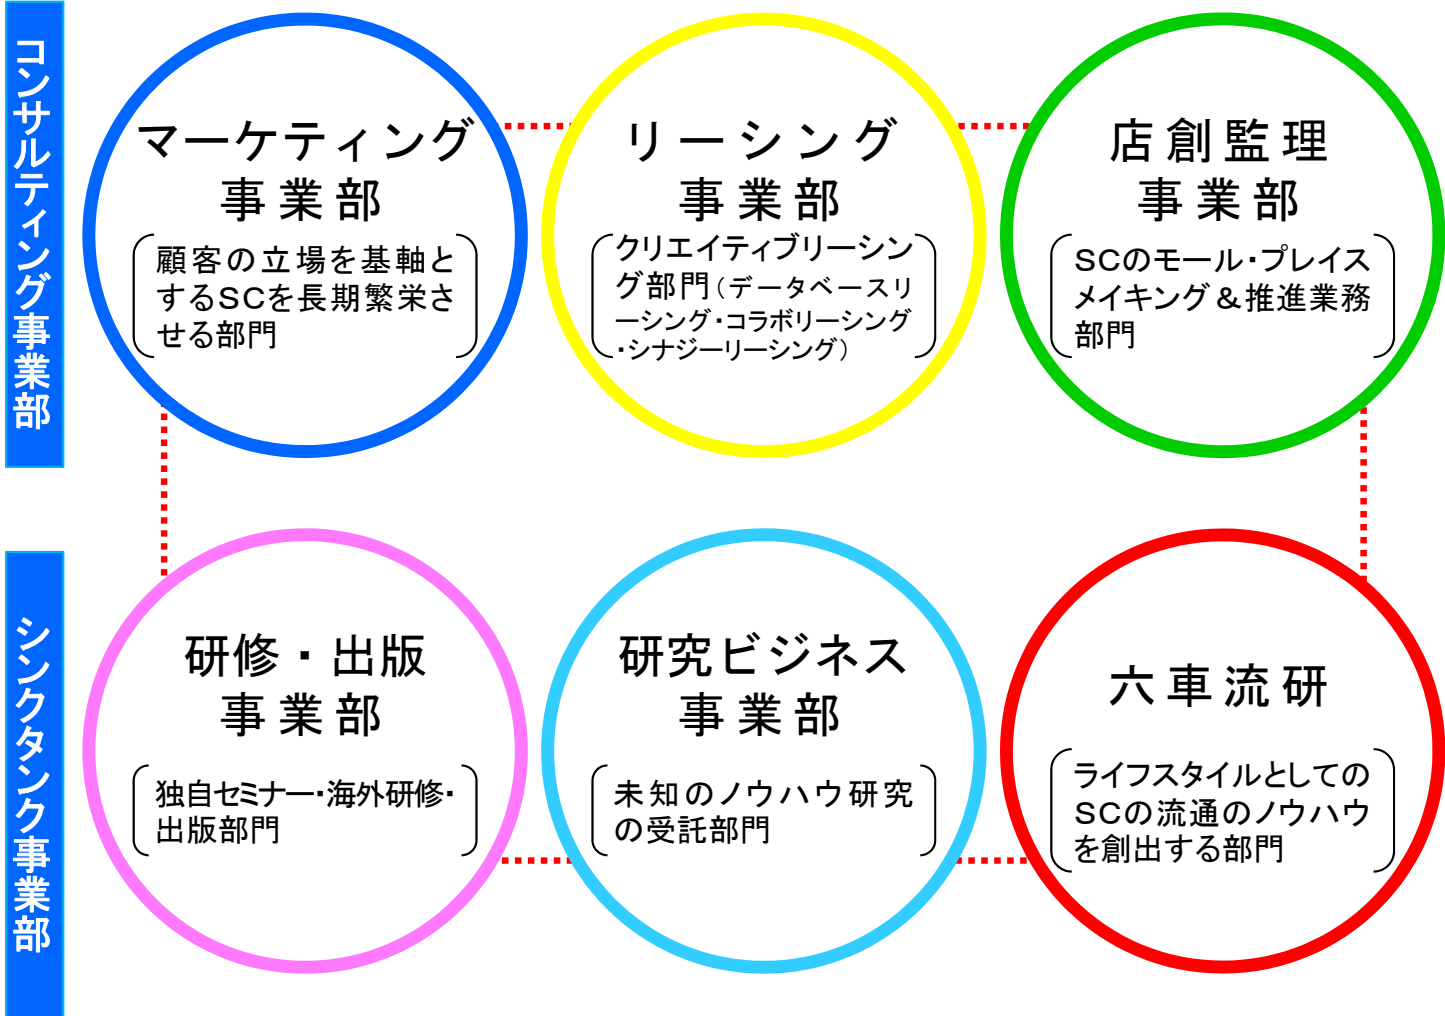 コンサルティング事業部
マーケティング
事業部
顧客の立場を基軸と
するSCを長期繁栄さ
せる部門
リーシング
事業部
クリエイティブリーシン
グ部門(データベースリ
ーシング・コラボリーシング
・シナジーリーシング)
店創監理
事業部
SCのモール・プレイス
メイキング&推進業務
部門
シンクタンク事業部
研修・出版
事業部
独自セミナー・海外研修・
出版部門
研究ビジネス
事業部
未知のノウハウ研究
の受託部門
六車流研
ライフスタイルとしての
SCの流通のノウハウ
を創出する部門